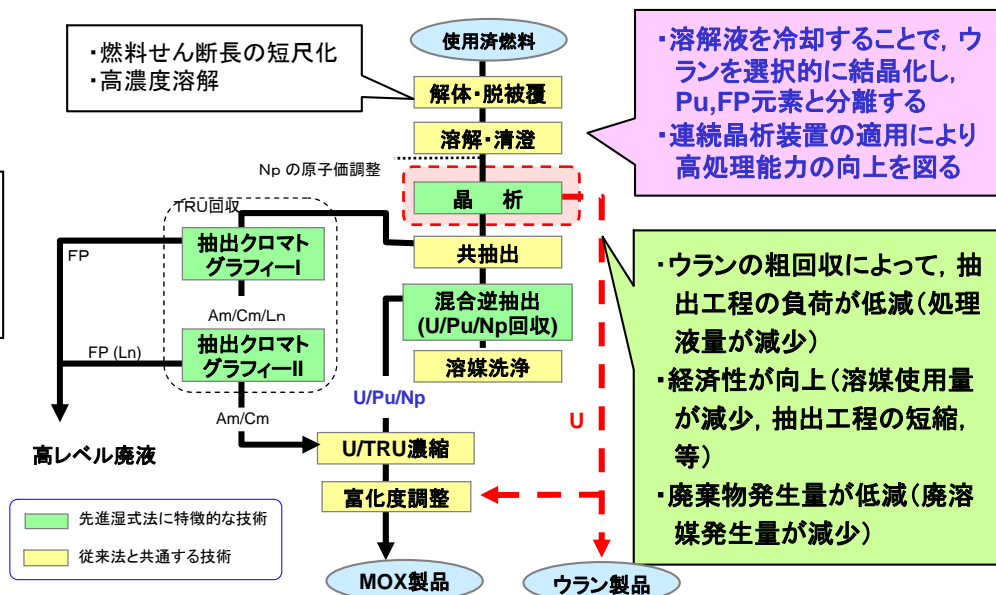 ・燃料せん断長の短尺化
・高濃度溶解
使用済燃料
解体・脱被覆
溶解・清澄
Npの原子価調整
晶 析
・溶解液を冷却することで，ウ
ランを選択的に結晶化し，
Pu,FP元素と分離する
・連続晶析装置の適用により
高処理能力の向上を図る
TRU回収
抽出クロマト
グラフィーI
FP
共抽出
Am/Cm/Ln
混合逆抽出
(U/Pu/Np回収)
抽出クロマト
グラフィーII
FP (Ln)
溶媒洗浄
U/Pu/Np
Am/Cm
U
高レベル廃液
U/TRU濃縮
富化度調整
・ウランの粗回収によって，抽
出工程の負荷が低減（処理
液量が減少）
・経済性が向上（溶媒使用量
が減少，抽出工程の短縮，
等）
・廃棄物発生量が低減（廃溶
媒発生量が減少）
先進湿式法に特徴的な技術
従来法と共通する技術
MOX製品
ウラン製品